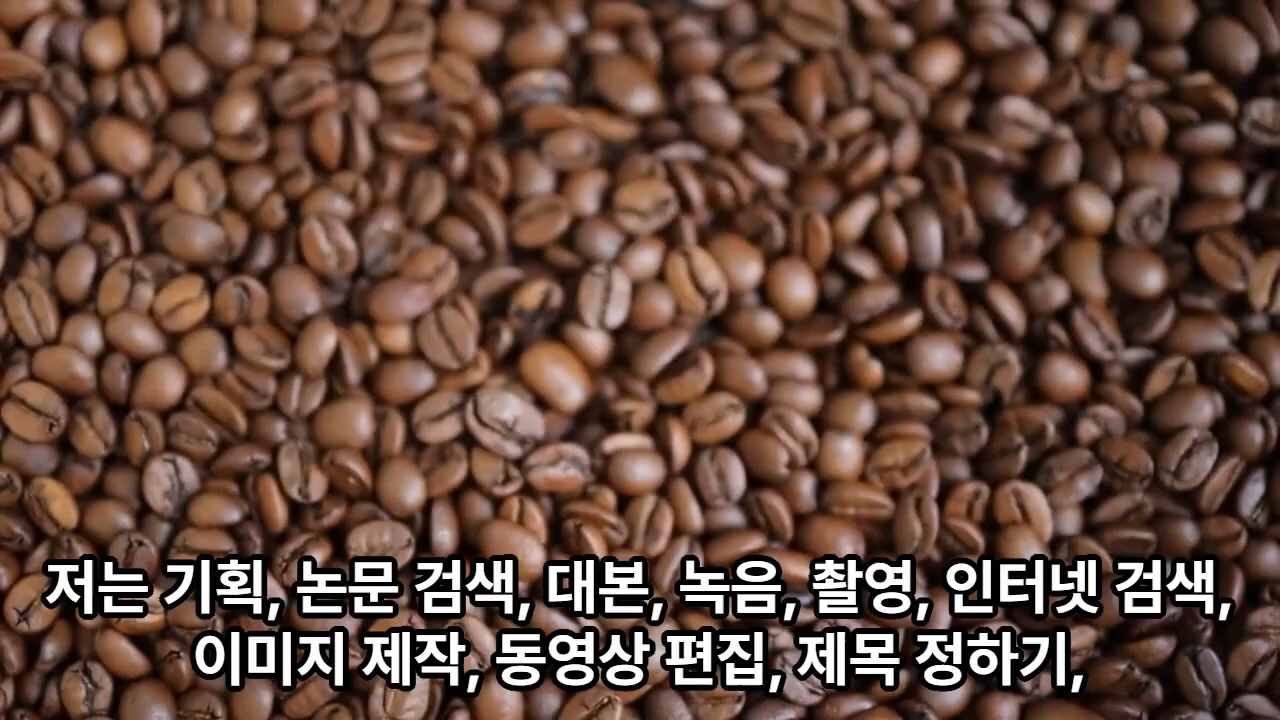 저는 기획, 논문 검색, 대본, 녹음, 촬영, 인터넷 검색,
이미지 제작, 동영상 편집, 제목 정하기,